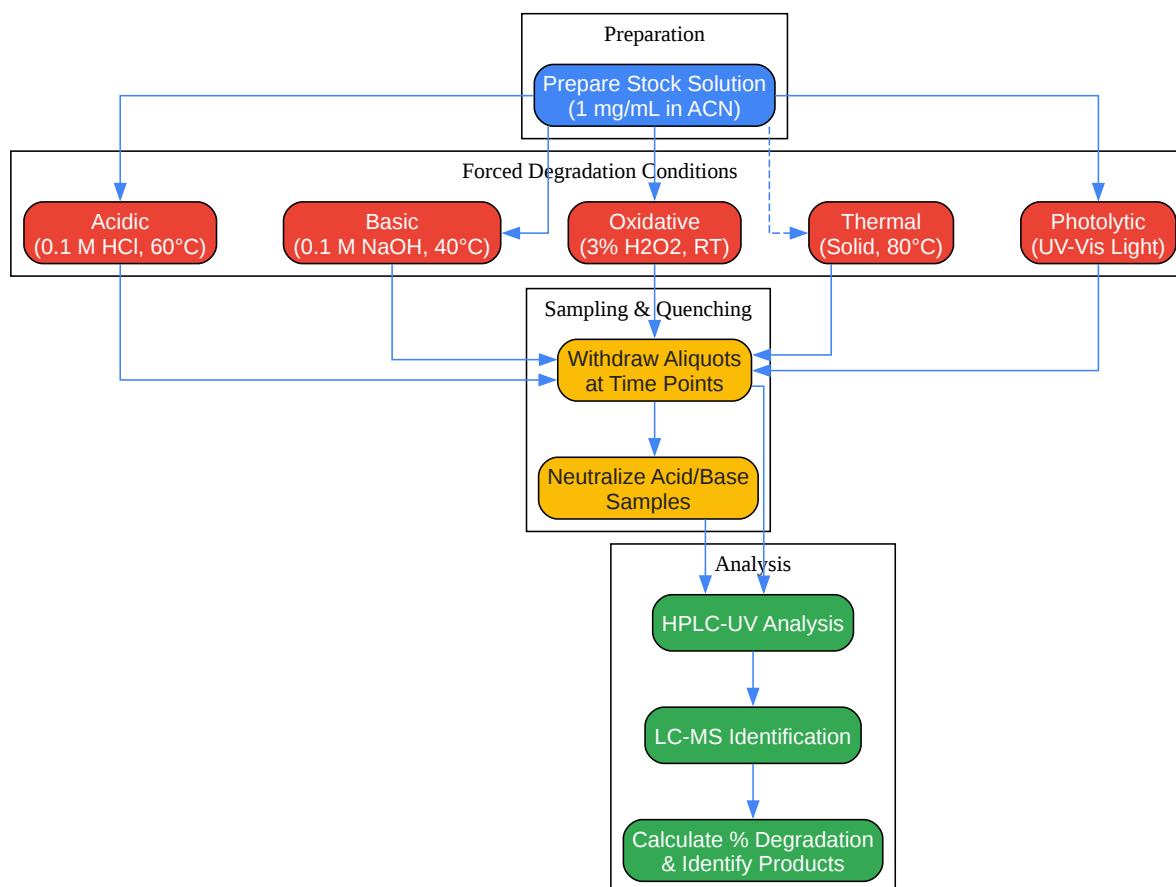 Preparation
Prepare Stock Solution
(1 mg/mL in ACN)
Forced Degradation Conditions
Acidic
(0.1 M HCl, 60°C)
Basic
(0.1 M NaOH, 40°C)
Oxidative
(3% H2O2, RT)
Thermal
(Solid, 80°C)
Photolytic
(UV-Vis Light)
Sampling & Quenching
Withdraw Aliquots
at Time Points
Neutralize Acid/Base
Samples
Analysis
HPLC-UV Analysis
LC-MS Identification
Calculate % Degradation
& Identify Products